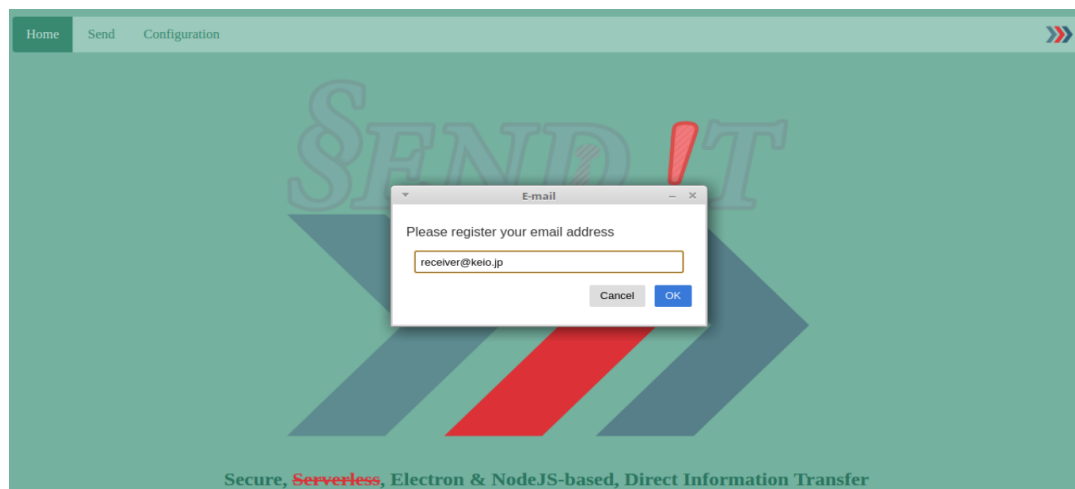 Home Send Configuration
§END!T
E-mail
Please register your email address
receiver@keio.jp
Cancel OK
Secure, Serverless, Electron & NodeJS-based, Direct Information Transfer